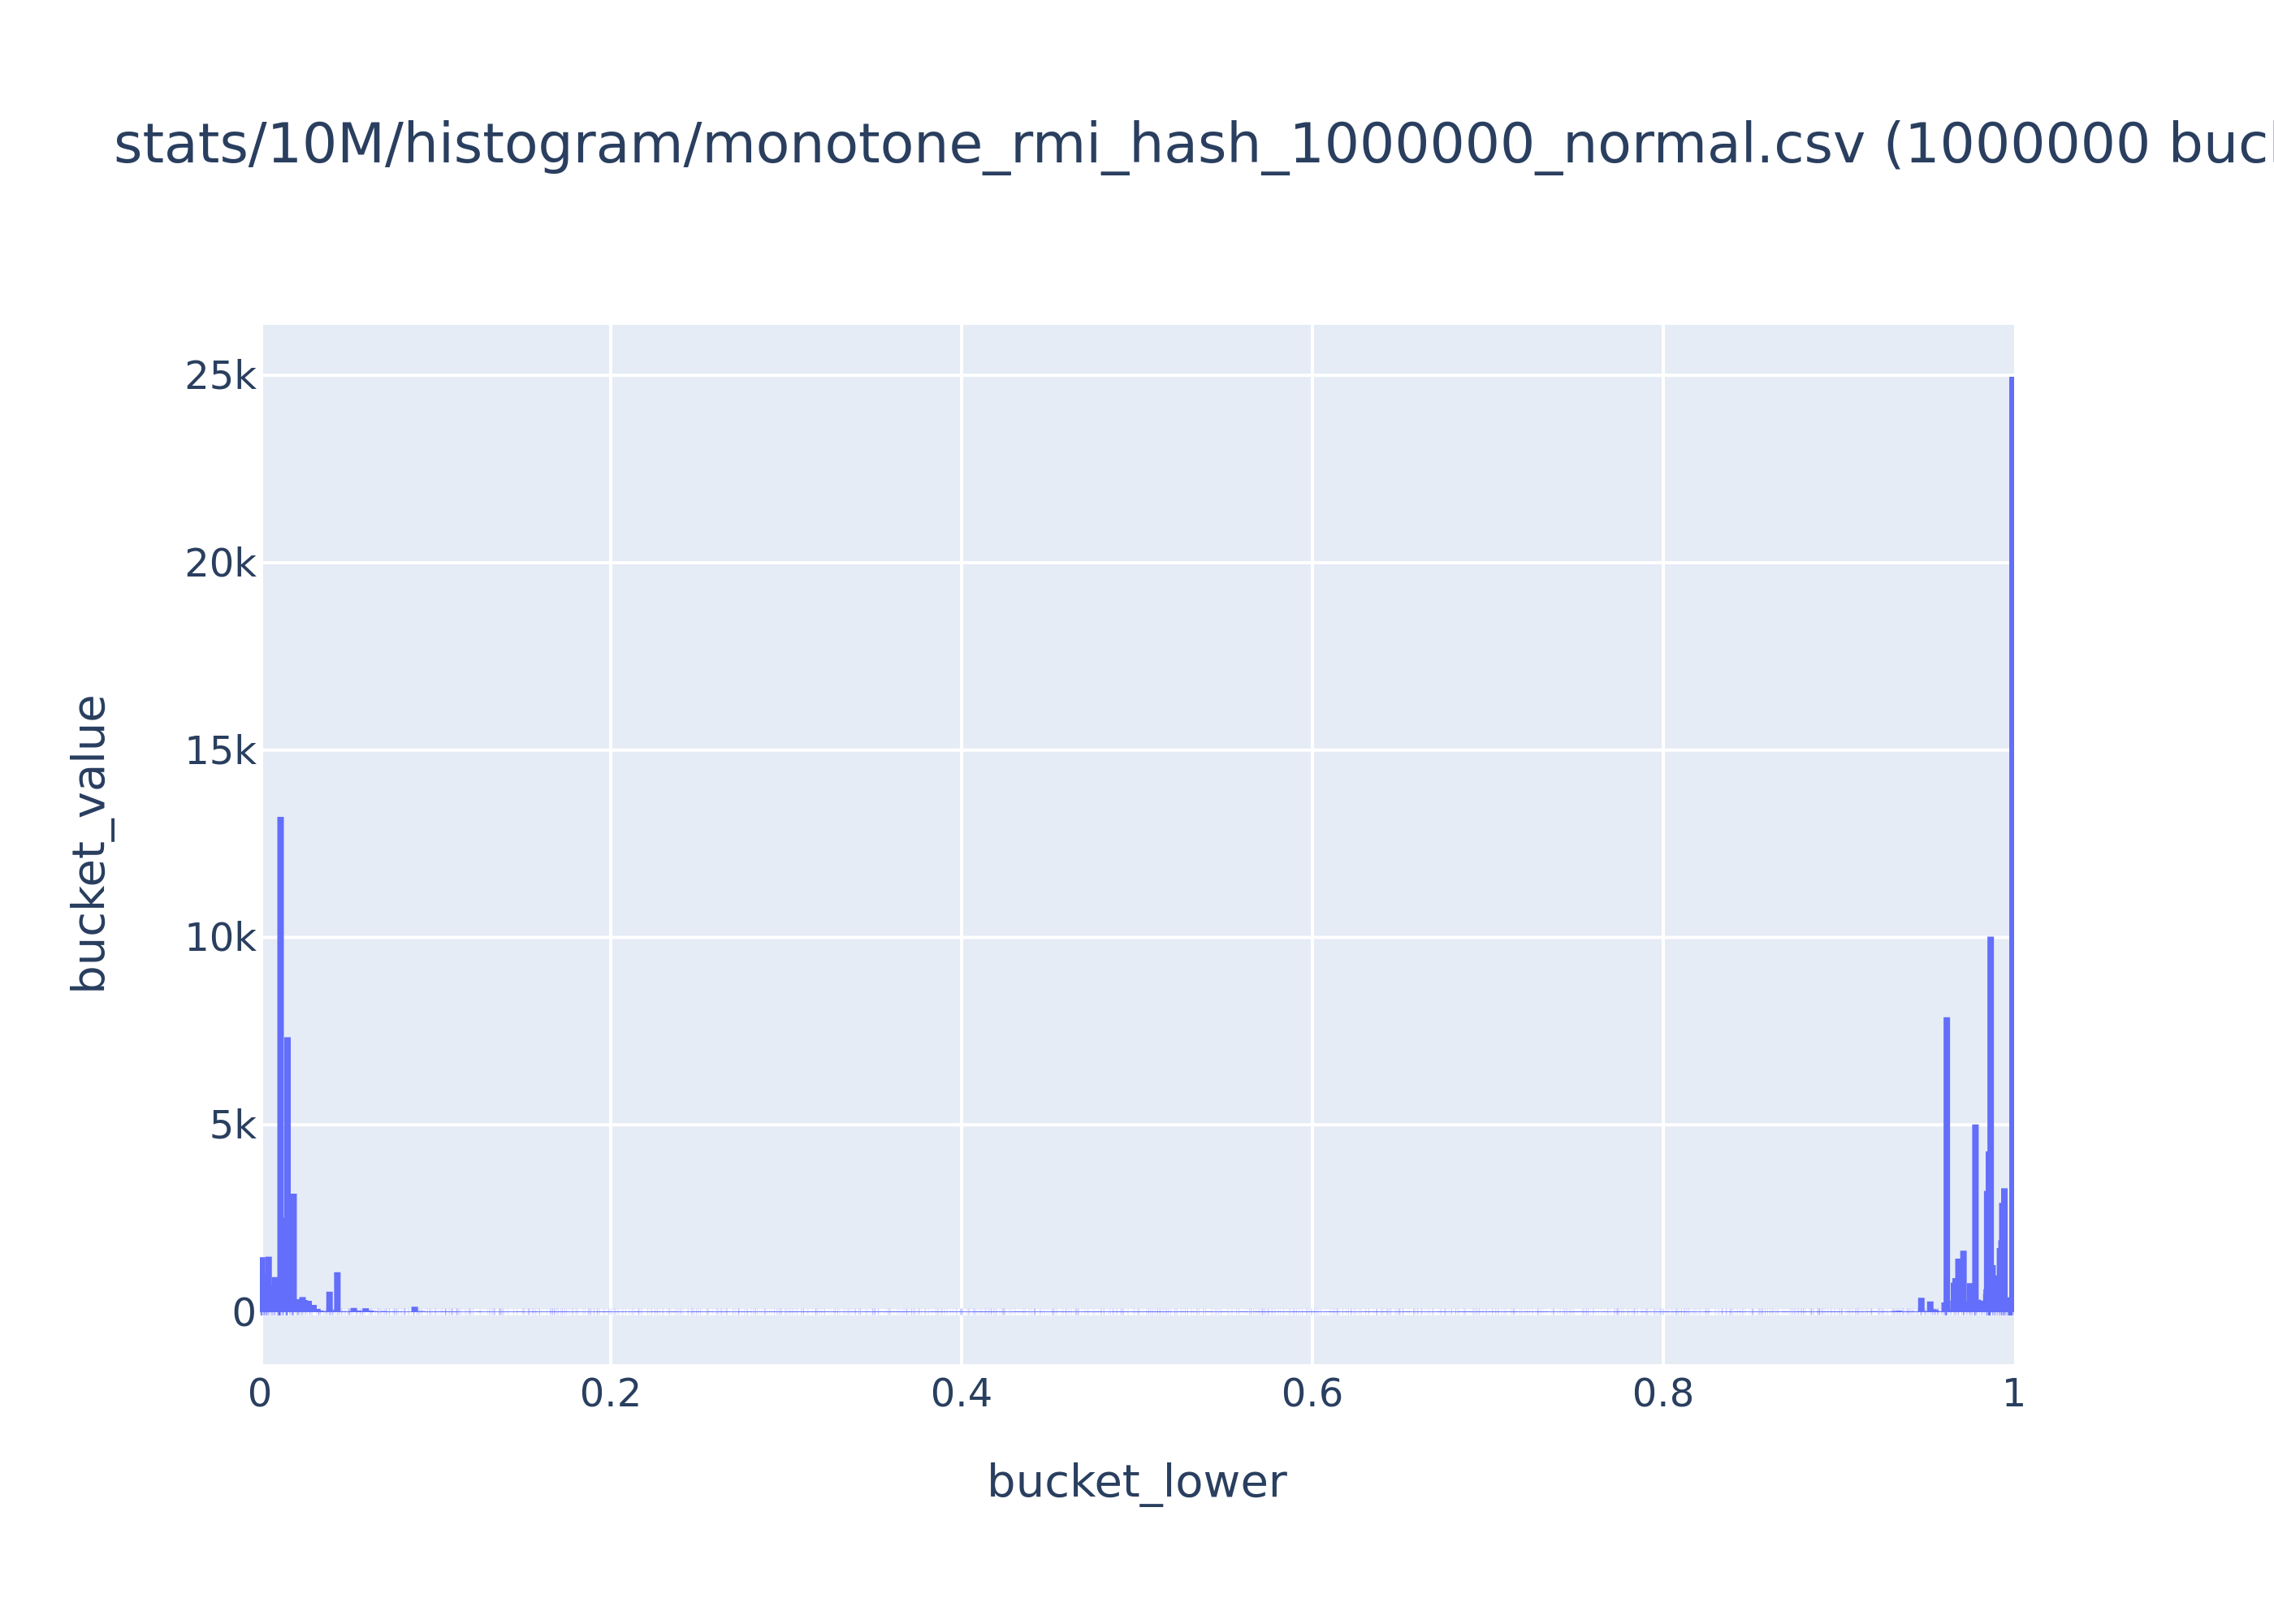 stats/10M/histogram/monotone_rmi_hash_1000000_normal.csv (1000000
25k
20k
15k
10k
5k
0
bucket_value
0
0.2
0.4
0.6
0.8
1
bucket_lower